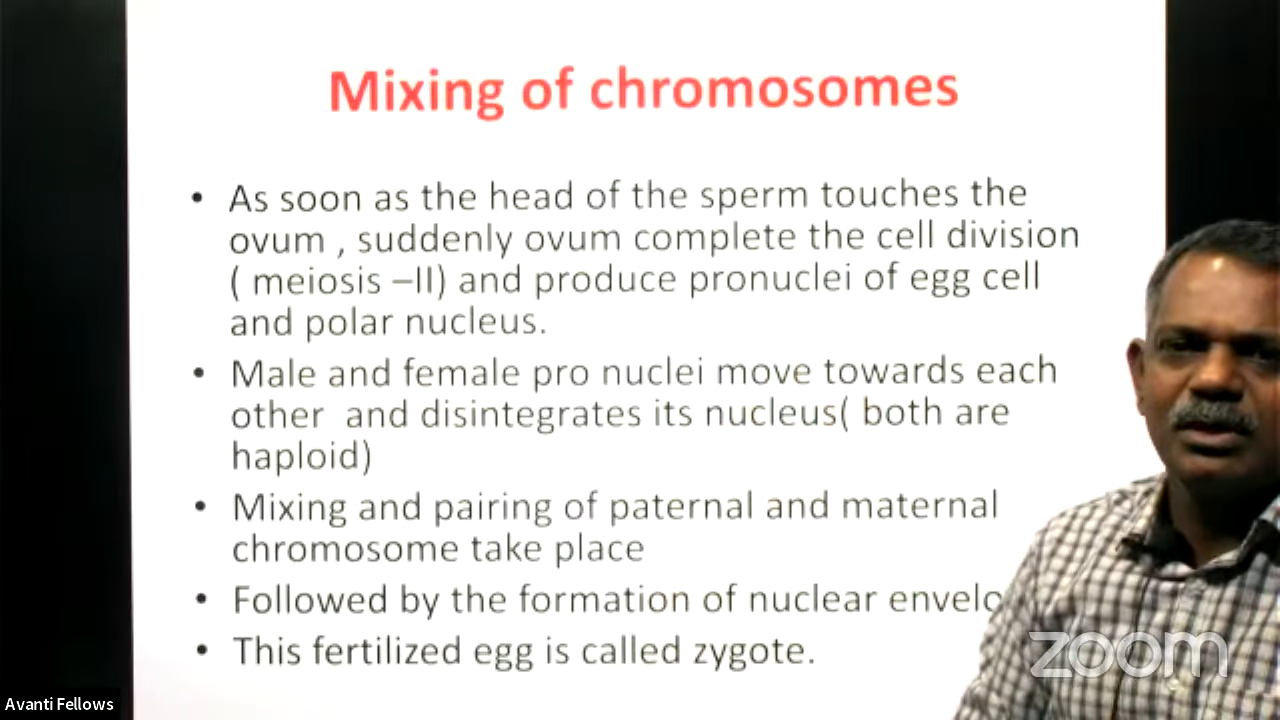 Mixing of chromosomes
• As soon as the head of the sperm touches the
ovum , suddenly ovum complete the cell division
( meiosis –II) and produce pronuclei of egg cell
and polar nucleus.
• Male and female pro nuclei move towards each
other and disintegrates its nucleus( both are
haploid)
• Mixing and pairing of paternal and maternal
chromosome take place
• Followed by the formation of nuclear envelo
• This fertilized egg is called zygote.
zoom
Avanti Fellows